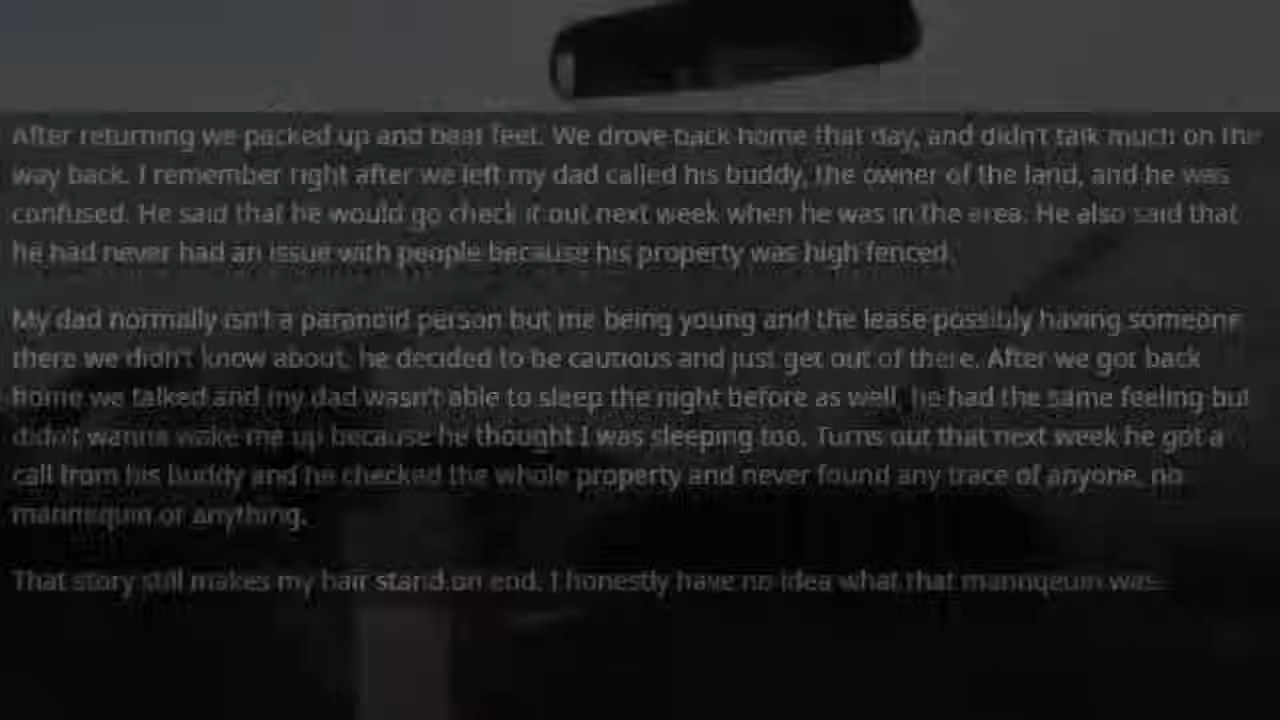 After returning we packed up and beat feet. We drove back home that day, and didn't talk much on the
way back. I remember right after we left my dad called his buddy, the owner of the land, and he was
confused. He said that he would go check it out next week when he was in the area. He also said that
he had never had an issue with people because his property was high fenced.
My dad normally isn't a paranoid person but me being young and the lease possibly having someone
there we didn't know about, he decided to be cautious and just get out of there. After we got back
home we talked and my dad wasn't able to sleep the night before as well, he had the same feeling but
didn't wanna wake me up because he thought I was sleeping too. Turns out that next week he got a
call from his buddy and he checked the whole property and never found any trace of anyone, no
mannequin or anything.
That story still makes my hair stand on end. I honestly have no idea what that mannqeuin was.